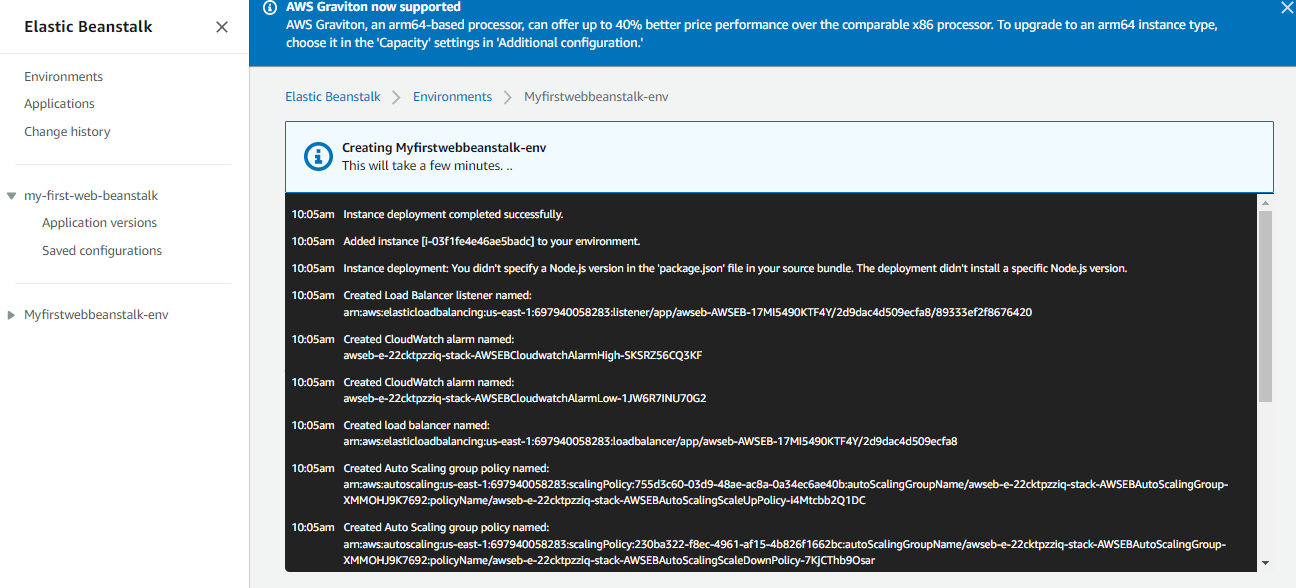 Elastic Beanstalk
Environments
Applications
Change history
my-first-web-beanstalk
Application versions
Saved configurations
Myfirstwebbeanstalk-env
AWS Graviton now supported
AWS Graviton, an arm64-based processor, can offer up to 40% better price performance over the comparable x86 processor. To upgrade to an arm64 instance type,
choose it in the 'Capacity' settings in 'Additional configuration.'
Elastic Beanstalk > Environments > Myfirstwebbeanstalk-env
Creating Myfirstwebbeanstalk-env
This will take a few minutes. ..
10:05am Instance deployment completed successfully.
10:05am Added instance [i-03f1fe4e46ae5badc] to your environment.
10:05am Instance deployment: You didn't specify a Node.js version in the 'package.json' file in your source bundle. The deployment didn't install a specific Node.js version.
10:05am Created Load Balancer listener named:
arn:aws:elasticloadbalancing:us-east-1:697940058283:listener/app/awseb-AWSEB-17MI5490KTF4Y/2d9dac4d509ecfa8/89333ef2f8676420
10:05am Created CloudWatch alarm named:
awseb-e-22cktpzziq-stack-AWSEBCloudwatchAlarmHigh-SKSRZ56CQ3KF
10:05am Created CloudWatch alarm named:
awseb-e-22cktpzziq-stack-AWSEBCloudwatchAlarmLow-1JW6R7INU70G2
10:05am Created load balancer named:
arn:aws:elasticloadbalancing:us-east-1:697940058283:loadbalancer/app/awseb-AWSEB-17MI5490KTF4Y/2d9dac4d509ecfa8
10:05am Created Auto Scaling group policy named:
arn:aws:autoscaling:us-east-1:697940058283:scalingPolicy:755d3c60-03d9-48ae-ac8a-0a34ec6ae40b:autoScalingGroupName/awseb-e-22cktpzziq-stack-AWSEBAutoScalingGroup-
XMMOHJ9K7692:policyName/awseb-e-22cktpzziq-stack-AWSEBAutoScalingScaleUpPolicy-i4Mtcbb2Q1DC
10:05am Created Auto Scaling group policy named:
arn:aws:autoscaling:us-east-1:697940058283:scalingPolicy:230ba322-f8ec-4961-af15-4b826f1662bc:autoScalingGroupName/awseb-e-22cktpzziq-stack-AWSEBAutoScalingGroup-
XMMOHJ9K7692:policyName/awseb-e-22cktpzziq-stack-AWSEBAutoScalingScaleDownPolicy-7KJCThb9Osar